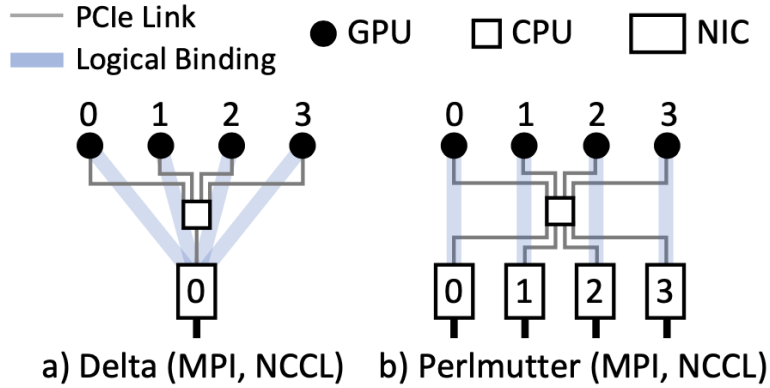 PCIe Link
Logical Binding
GPU
CPU
NIC
0 1 2 3
0
a) Delta (MPI, NCCL)
0 1 2 3
0 1 2 3
b) Perlmutter (MPI, NCCL)